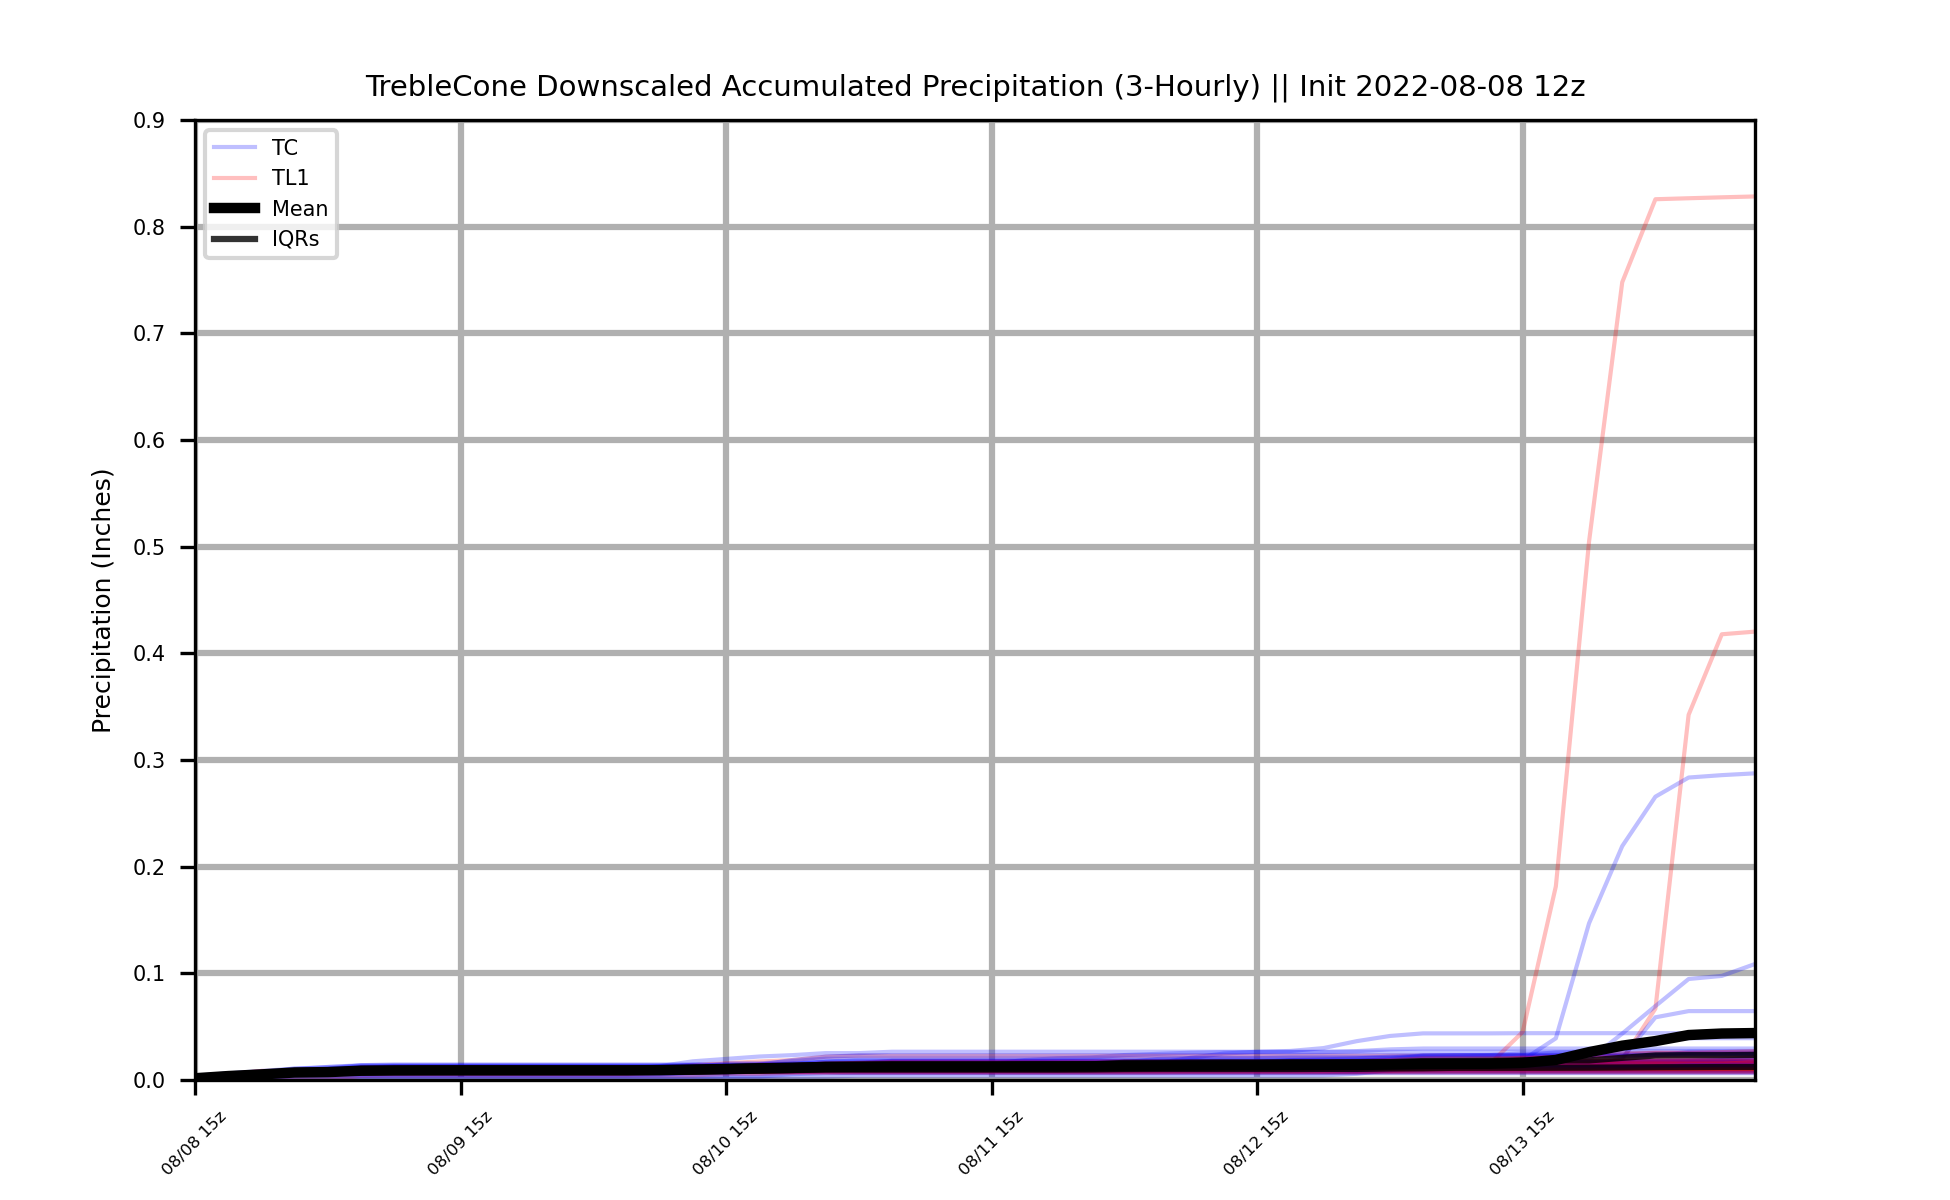 TrebleCone Downscaled Accumulated Precipitation (3-Hourly) || Init 2022-08-08 12z
TC
TL1
Mean
IQRs
Precipitation (Inches)
0.9
0.8
0.7
0.6
0.5
0.4
0.3
0.2
0.1
0.0
08/08 15z
08/09 15z
08/10 15z
08/11 15z
08/12 15z
08/13 15z